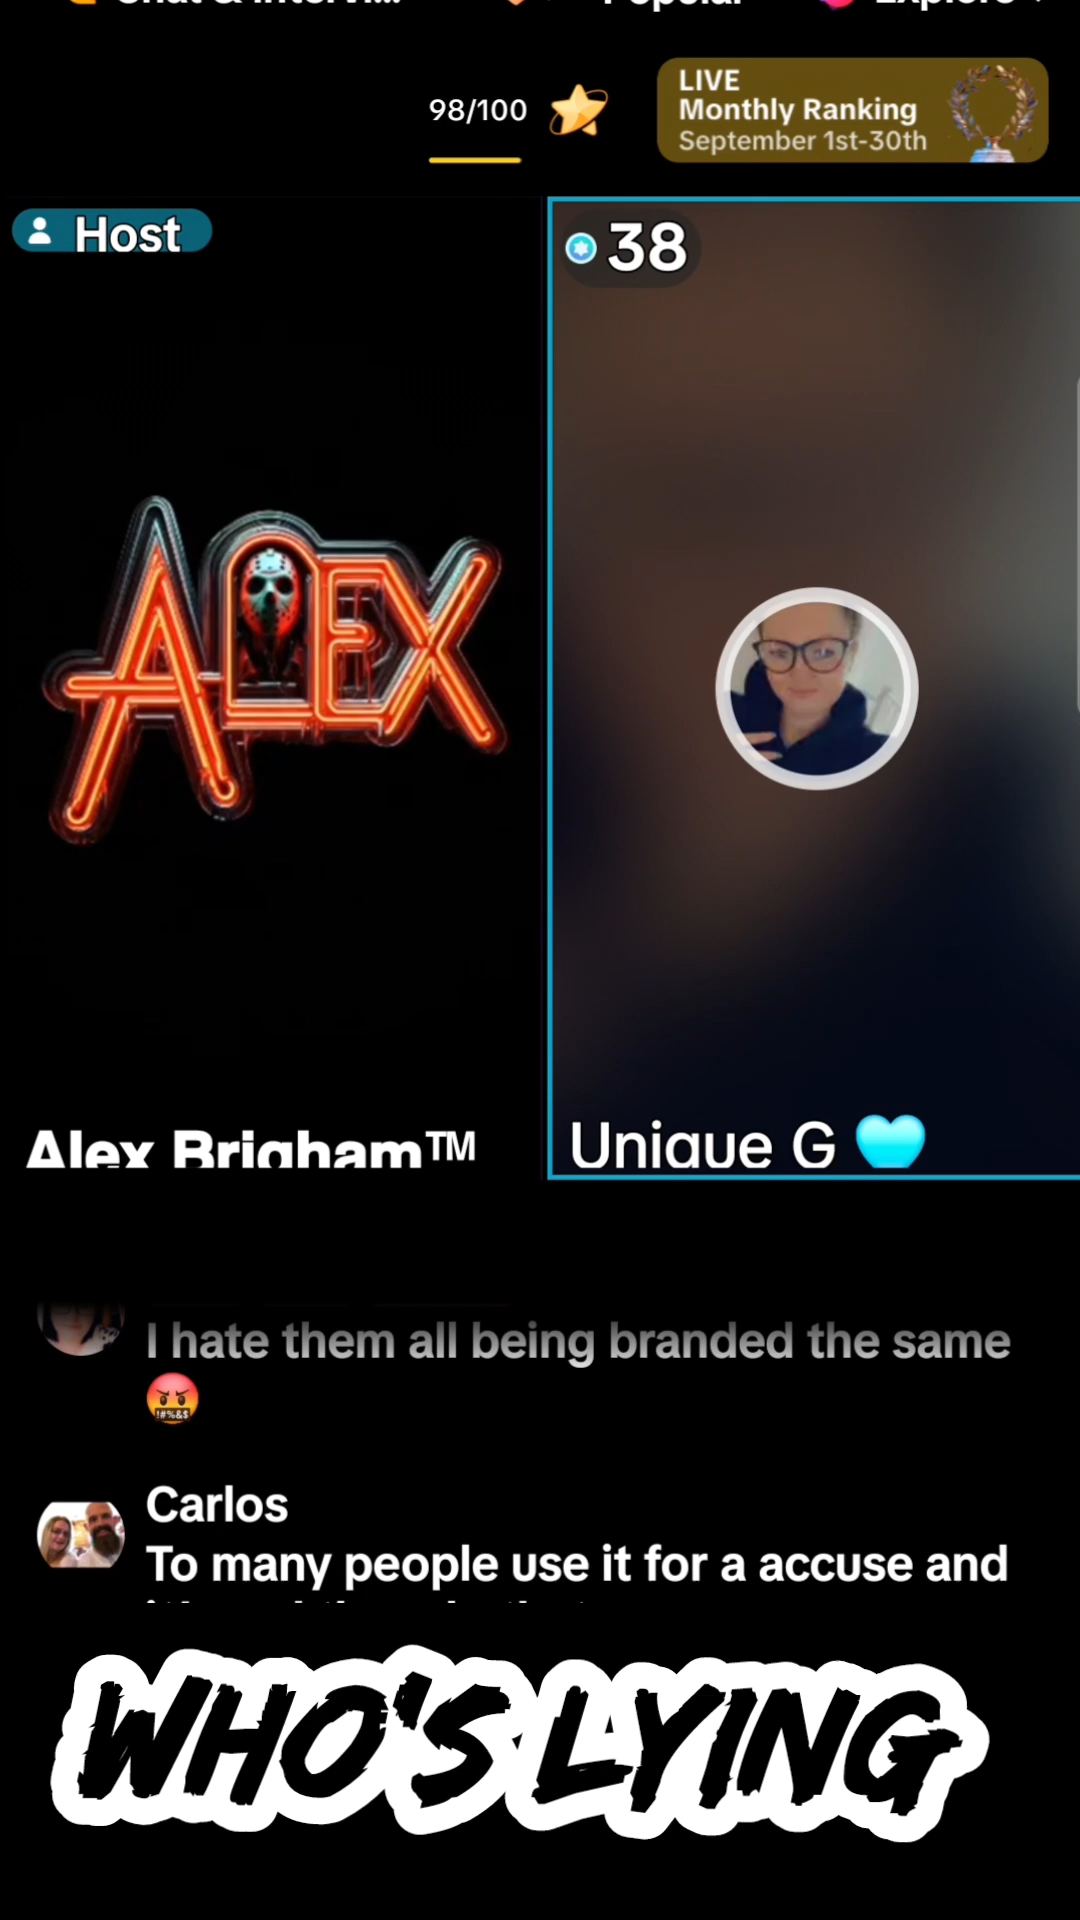 Popular
98/100
LIVE
Monthly Ranking
September 1st-30th
Host
38
ALEX
Alex Brigham™
Unique G 🩵
I hate them all being branded the same
🤬
Carlos
To many people use it for a accuse and
WHO'S LYING